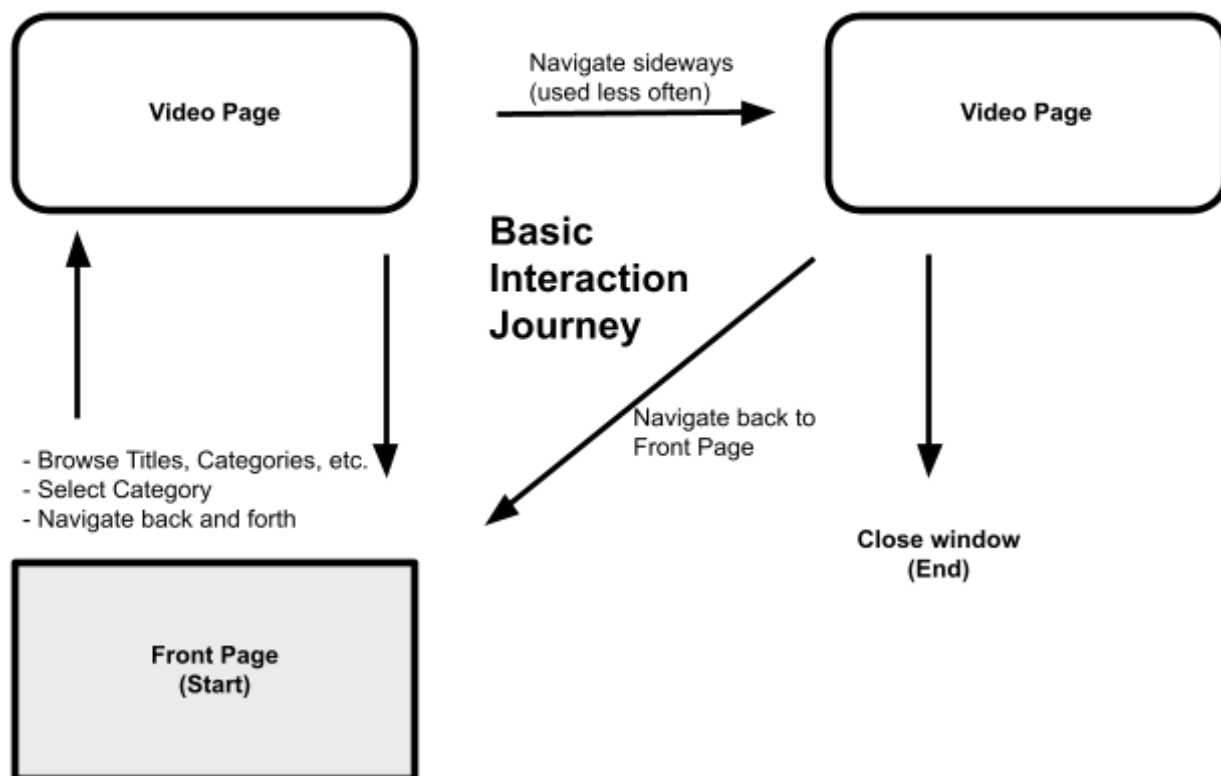 Video Page
Navigate sideways
(used less often)
Video Page
Basic
Interaction
Journey
Navigate back to
Front Page
- Browse Titles, Categories, etc.
- Select Category
- Navigate back and forth
Close window
(End)
Front Page
(Start)